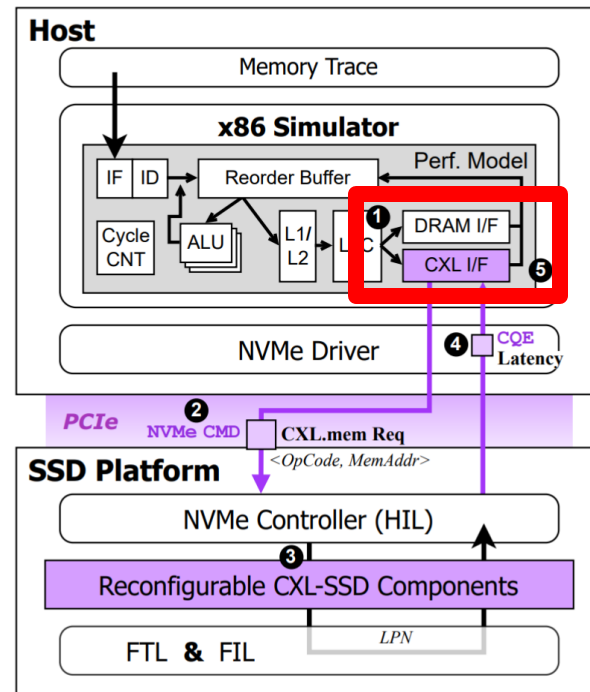 Host
Memory Trace
x86 Simulator
Perf. Model
IF
ID
Reorder Buffer
Cycle
CNT
ALU
L1/
L2
1
DRAM I/F
CXL I/F
5
NVMe Driver
4
CQE
Latency
PCIe
2
NVMe CMD
CXL.mem Req
<OpCode, MemAddr>
SSD Platform
NVMe Controller (HIL)
3
Reconfigurable CXL-SSD Components
LPN
FTL & FIL